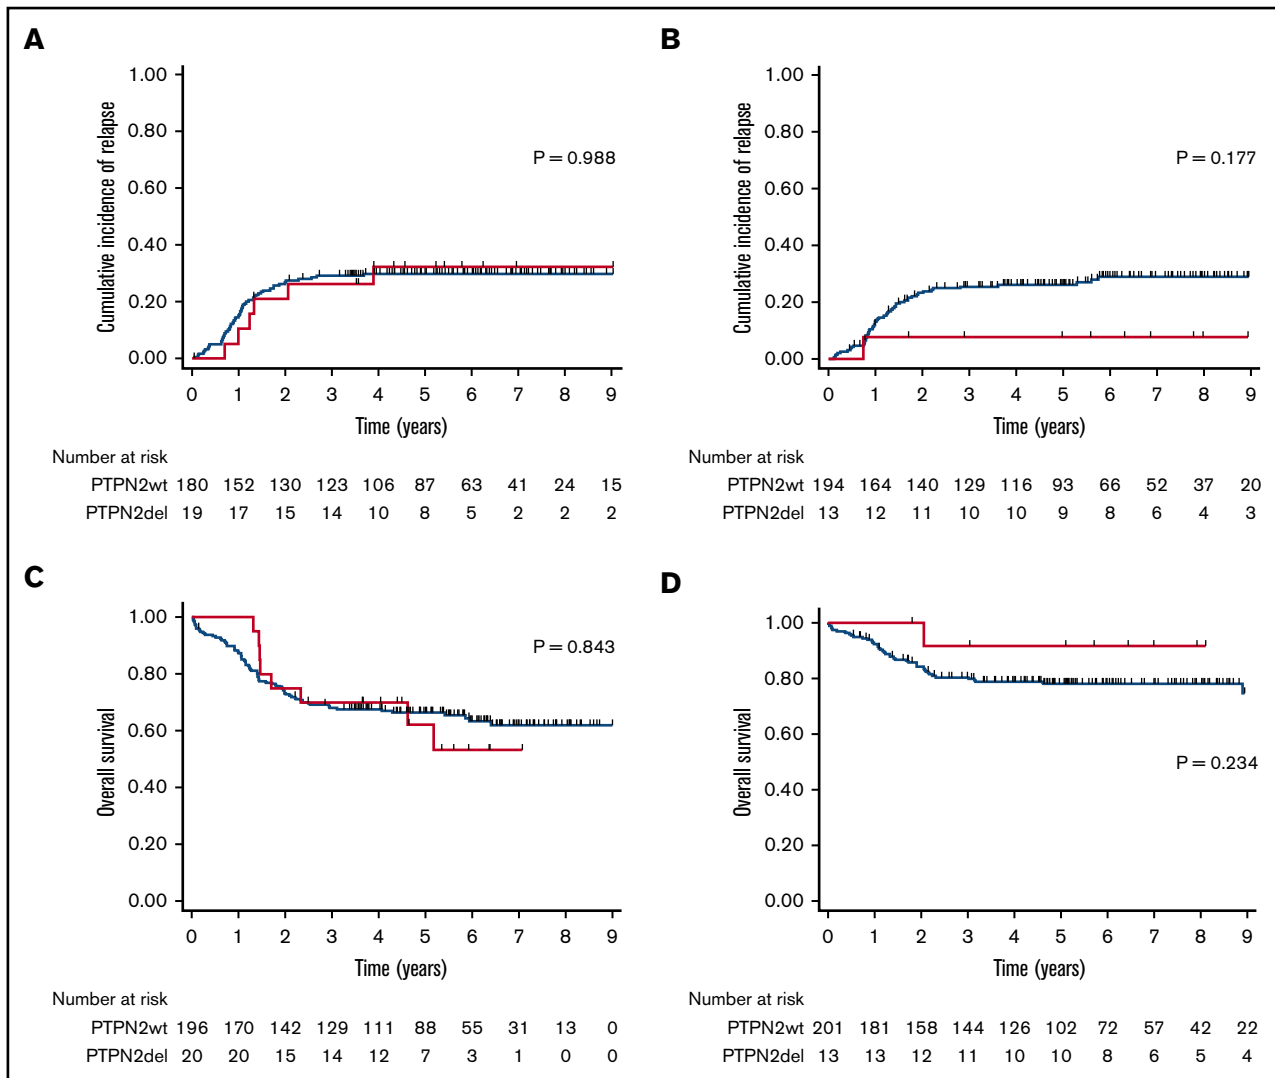 A
Cumulative incidence of relapse
1.00
0.80
0.60
0.40
0.20
0.00
P = 0.988
0 1 2 3 4 5 6 7 8 9
Time (years)
Number at risk
PTPN2wt 180 152 130 123 106 87 63 41 24 15
PTPN2del 19 17 15 14 10 8 5 2 2 2
B
Cumulative incidence of relapse
1.00
0.80
0.60
0.40
0.20
0.00
P = 0.177
0 1 2 3 4 5 6 7 8 9
Time (years)
Number at risk
PTPN2wt 194 164 140 129 116 93 66 52 37 20
PTPN2del 13 12 11 10 10 9 8 6 4 3
C
Overall survival
1.00
0.80
0.60
0.40
0.20
0.00
P = 0.843
0 1 2 3 4 5 6 7 8 9
Time (years)
Number at risk
PTPN2wt 196 170 142 129 111 88 55 31 13 0
PTPN2del 20 20 15 14 12 7 3 1 0 0
D
Overall survival
1.00
0.80
0.60
0.40
0.20
0.00
P = 0.234
0 1 2 3 4 5 6 7 8 9
Time (years)
Number at risk
PTPN2wt 201 181 158 144 126 102 72 57 42 22
PTPN2del 13 13 12 11 10 10 8 6 5 4